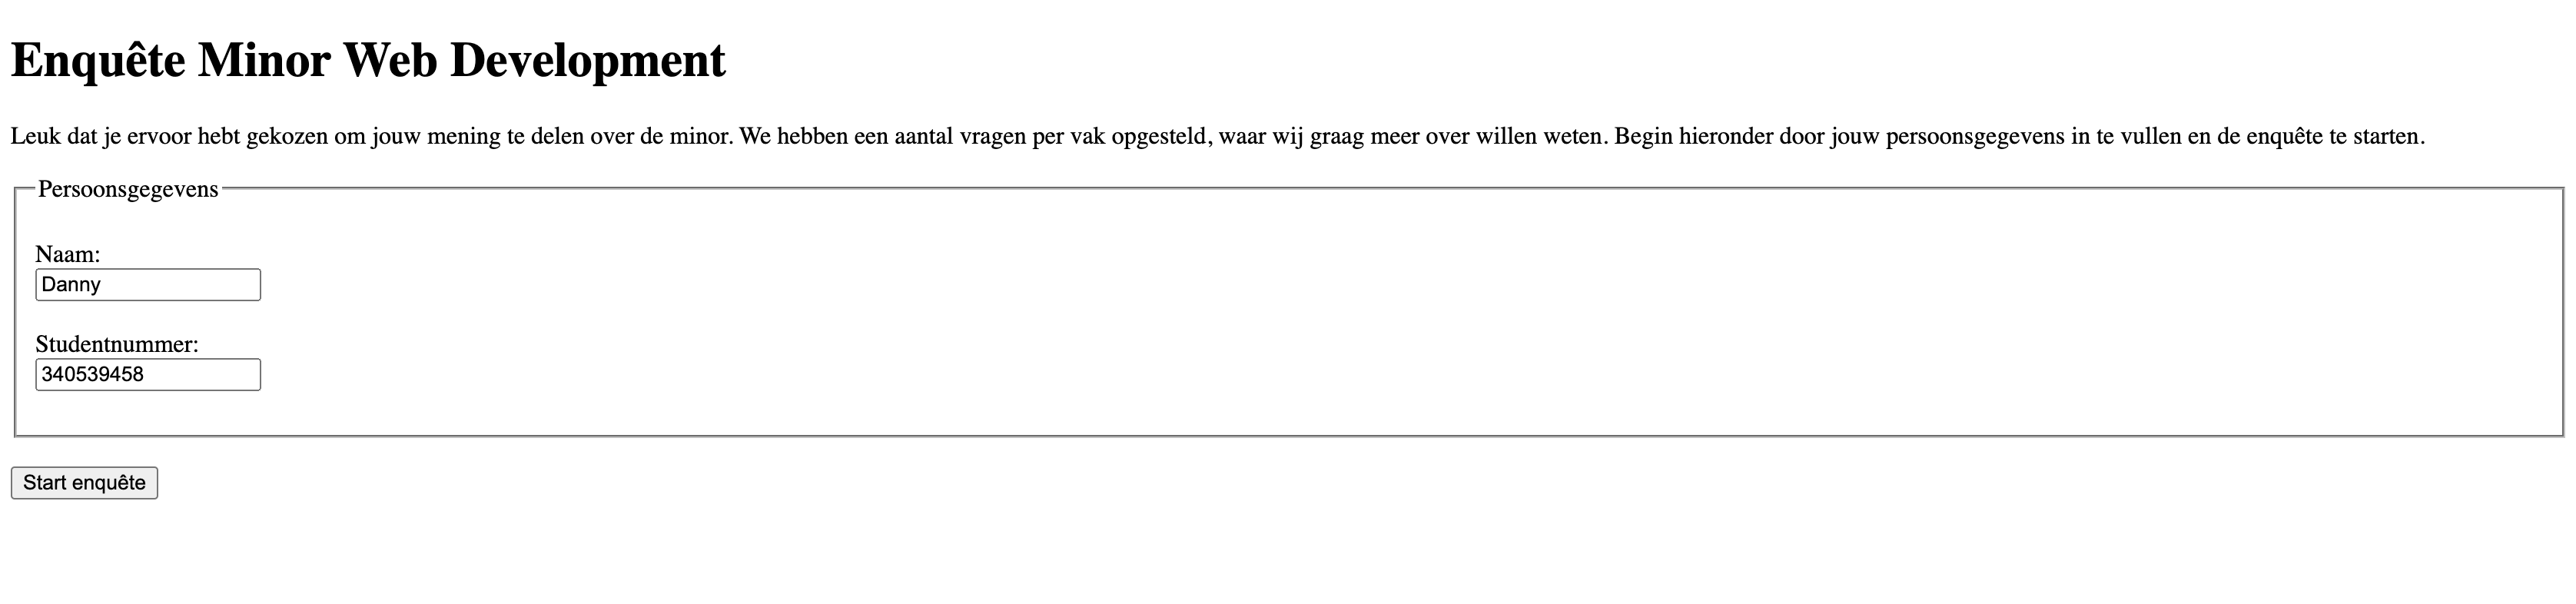 Enquête Minor Web Development
Leuk dat je ervoor hebt gekozen om jouw mening te delen over de minor. We hebben een aantal vragen per vak opgesteld, waar wij graag meer over willen weten. Begin hieronder door jouw persoonsgegevens in te vullen en de enquête te starten.
Persoonsgegevens
Naam:
Danny
Studentnummer:
340539458
Start enquête